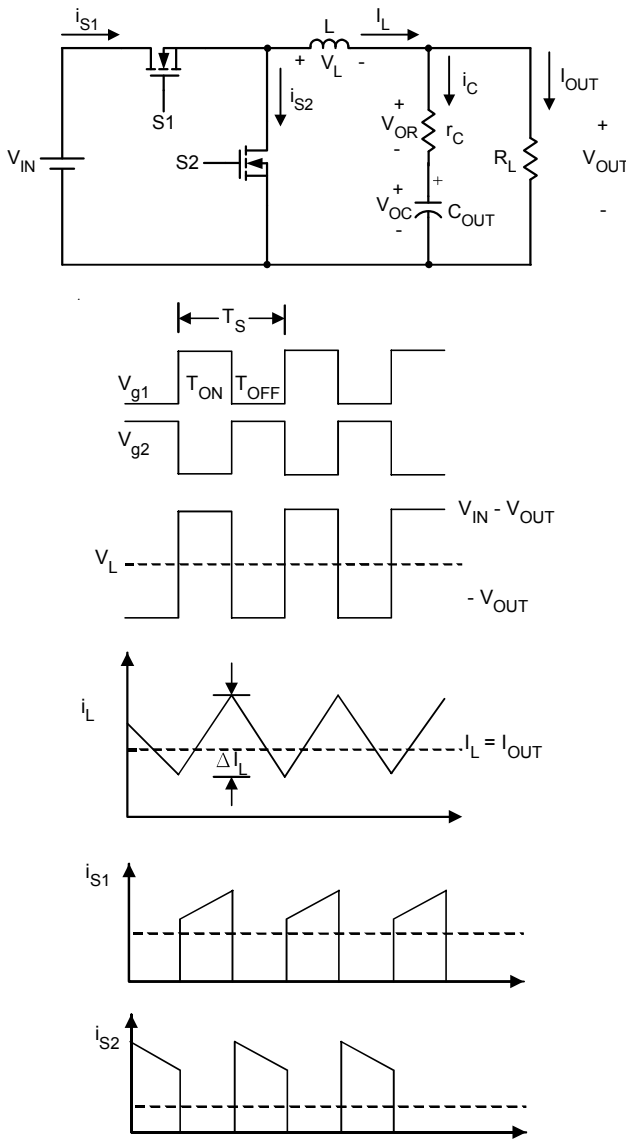 i_S1
L
I_L
+ V_L -
i_S2
i_C
I_OUT
S1
+
V_OR
-
r_C
V_IN
S2
R_L
+
V_OUT
-
+
+
V_OC
-
C_OUT
T_S
V_g1
T_ON
T_OFF
V_g2
V_IN - V_OUT
V_L
- V_OUT
i_L
I_L = I_OUT
Δ I_L
i_S1
i_S2